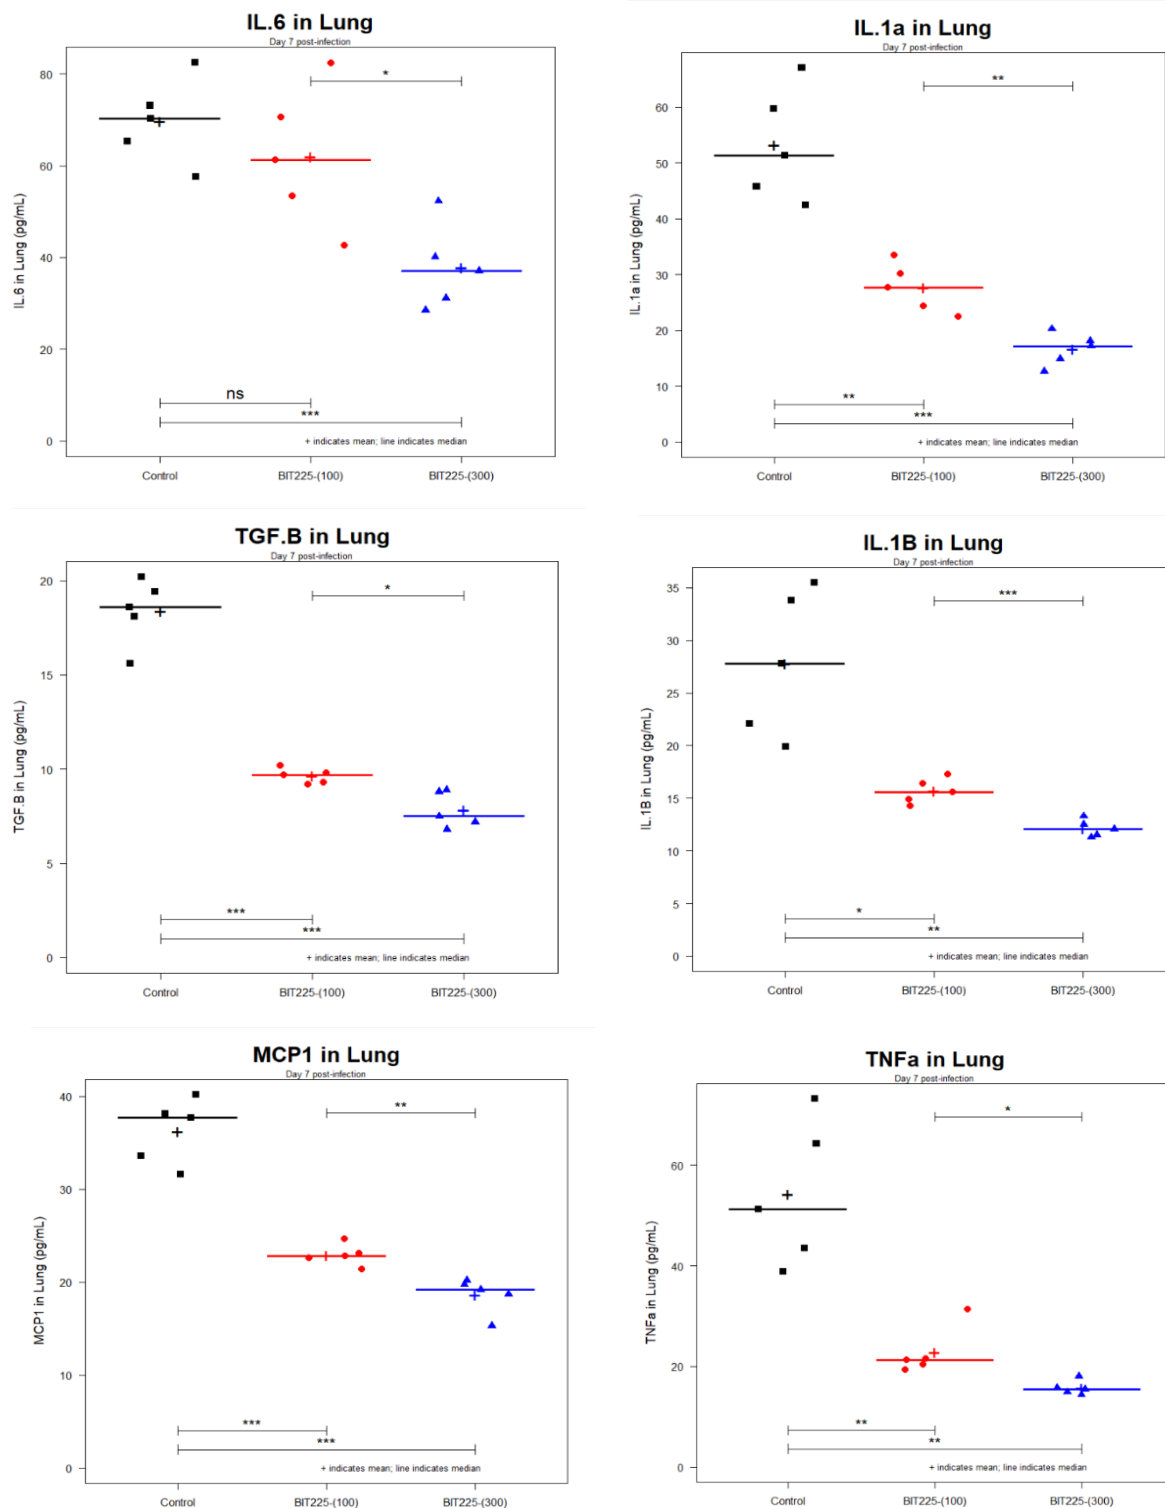 IL.6 in Lung
Day 7 post-infection
80
60
40
20
0
IL.6 in Lung (pg/mL)
*
ns
***
+ indicates mean; line indicates median
Control BIT225-(100) BIT225-(300)
IL.1a in Lung
Day 7 post-infection
60
50
40
30
20
10
0
IL.1a in Lung (pg/mL)
**
**
***
+ indicates mean; line indicates median
Control BIT225-(100) BIT225-(300)
TGF.B in Lung
Day 7 post-infection
20
15
10
5
0
TGF.B in Lung (pg/mL)
*
***
***
+ indicates mean; line indicates median
Control BIT225-(100) BIT225-(300)
IL.1B in Lung
Day 7 post-infection
35
30
25
20
15
10
5
0
IL.1B in Lung (pg/mL)
***
*
**
+ indicates mean; line indicates median
Control BIT225-(100) BIT225-(300)
MCP1 in Lung
Day 7 post-infection
40
30
20
10
0
MCP1 in Lung (pg/mL)
**
***
***
+ indicates mean; line indicates median
Control BIT225-(100) BIT225-(300)
TNFa in Lung
Day 7 post-infection
60
40
20
0
TNFa in Lung (pg/mL)
*
**
**
+ indicates mean; line indicates median
Control BIT225-(100) BIT225-(300)